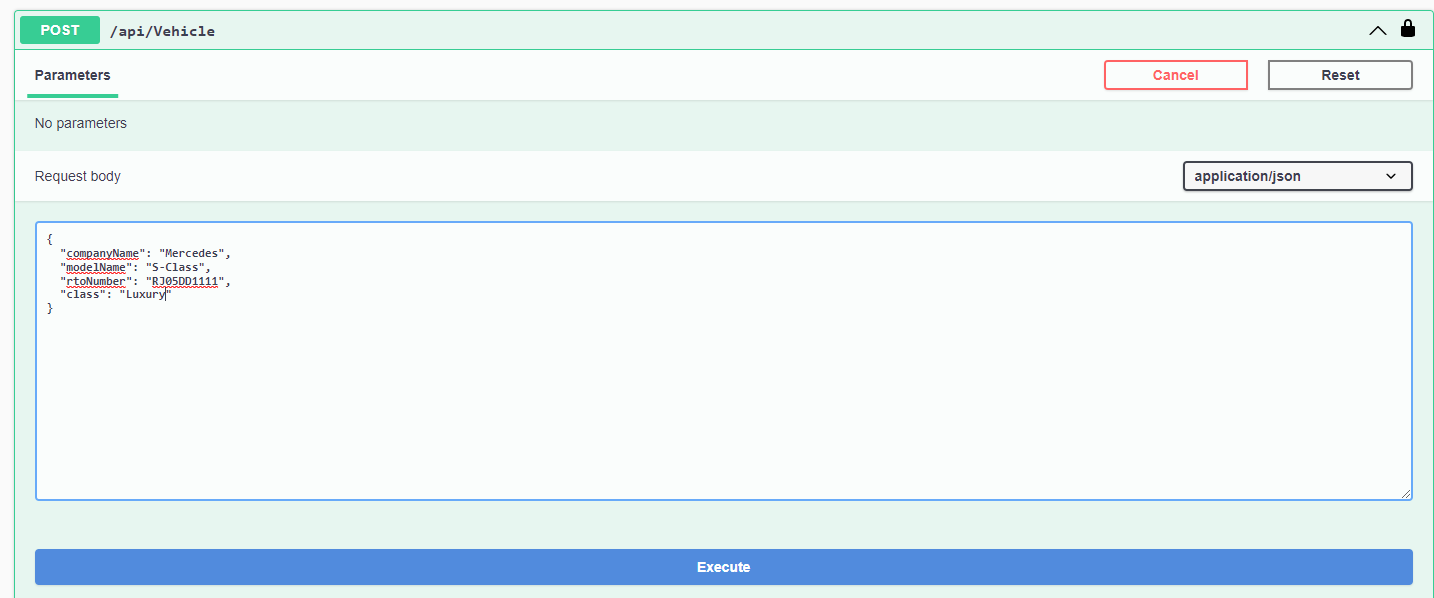 POST /api/Vehicle
Parameters Cancel Reset
No parameters
Request body application/json
{
"companyName": "Mercedes",
"modelName": "S-Class",
"rtoNumber": "RJ05DD1111",
"class": "Luxury"
}
Execute